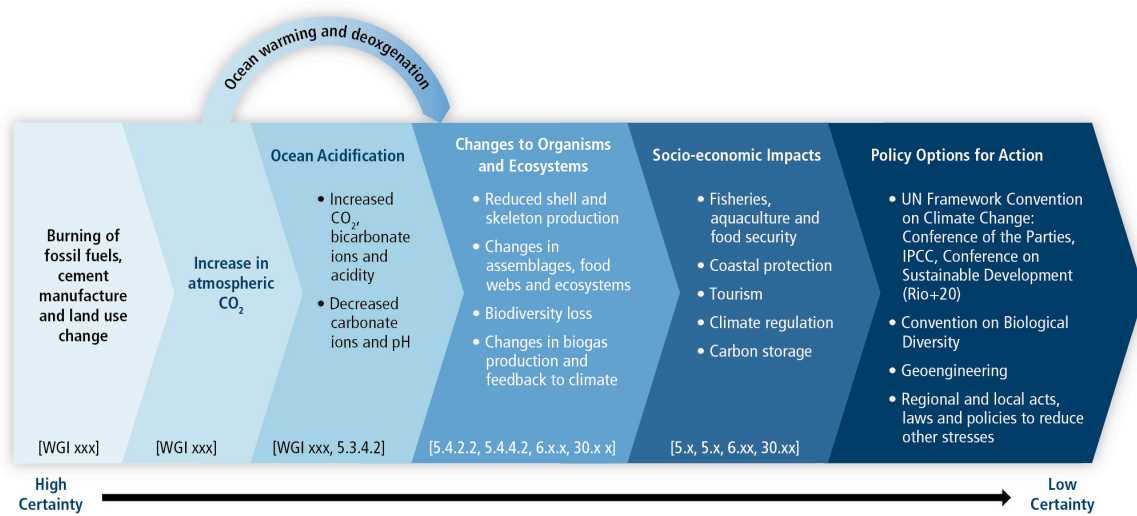 Ocean warming and deoxgenation
Burning of
fossil fuels,
cement
manufacture
and land use
change
[WGI xxx]
Increase in
atmospheric
CO₂
[WGI xxx]
Ocean Acidification
• Increased
CO₂,
bicarbonate
ions and
acidity
• Decreased
carbonate
ions and pH
[WGI xxx, 5.3.4.2]
Changes to Organisms
and Ecosystems
• Reduced shell and
skeleton production
• Changes in
assemblages, food
webs and ecosystems
• Biodiversity loss
• Changes in biogas
production and
feedback to climate
[5.4.2.2, 5.4.4.2, 6.x.x, 30.x x]
Socio-economic Impacts
• Fisheries,
aquaculture and
food security
• Coastal protection
• Tourism
• Climate regulation
• Carbon storage
[5.x, 5.x, 6.xx, 30.xx]
Policy Options for Action
• UN Framework Convention
on Climate Change:
Conference of the Parties,
IPCC, Conference on
Sustainable Development
(Rio+20)
• Convention on Biological
Diversity
• Geoengineering
• Regional and local acts,
laws and policies to reduce
other stresses
High
Certainty
Low
Certainty